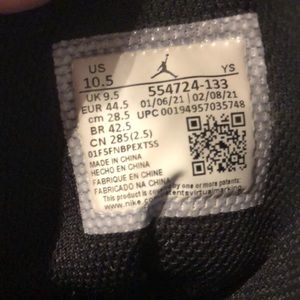 US YS
10.5
UK 9.5 554724-133
EUR 44.5 01/06/21 02/08/21
cm 28.5 UPC 00194957035748
BR 42.5
CN 285(2.5)
01F5FNBPEXTSS
MADE IN CHINA
HECHO EN CHINA
FABRIQUE EN CHINE
FABRICADO NA CHINA
www.nike.com